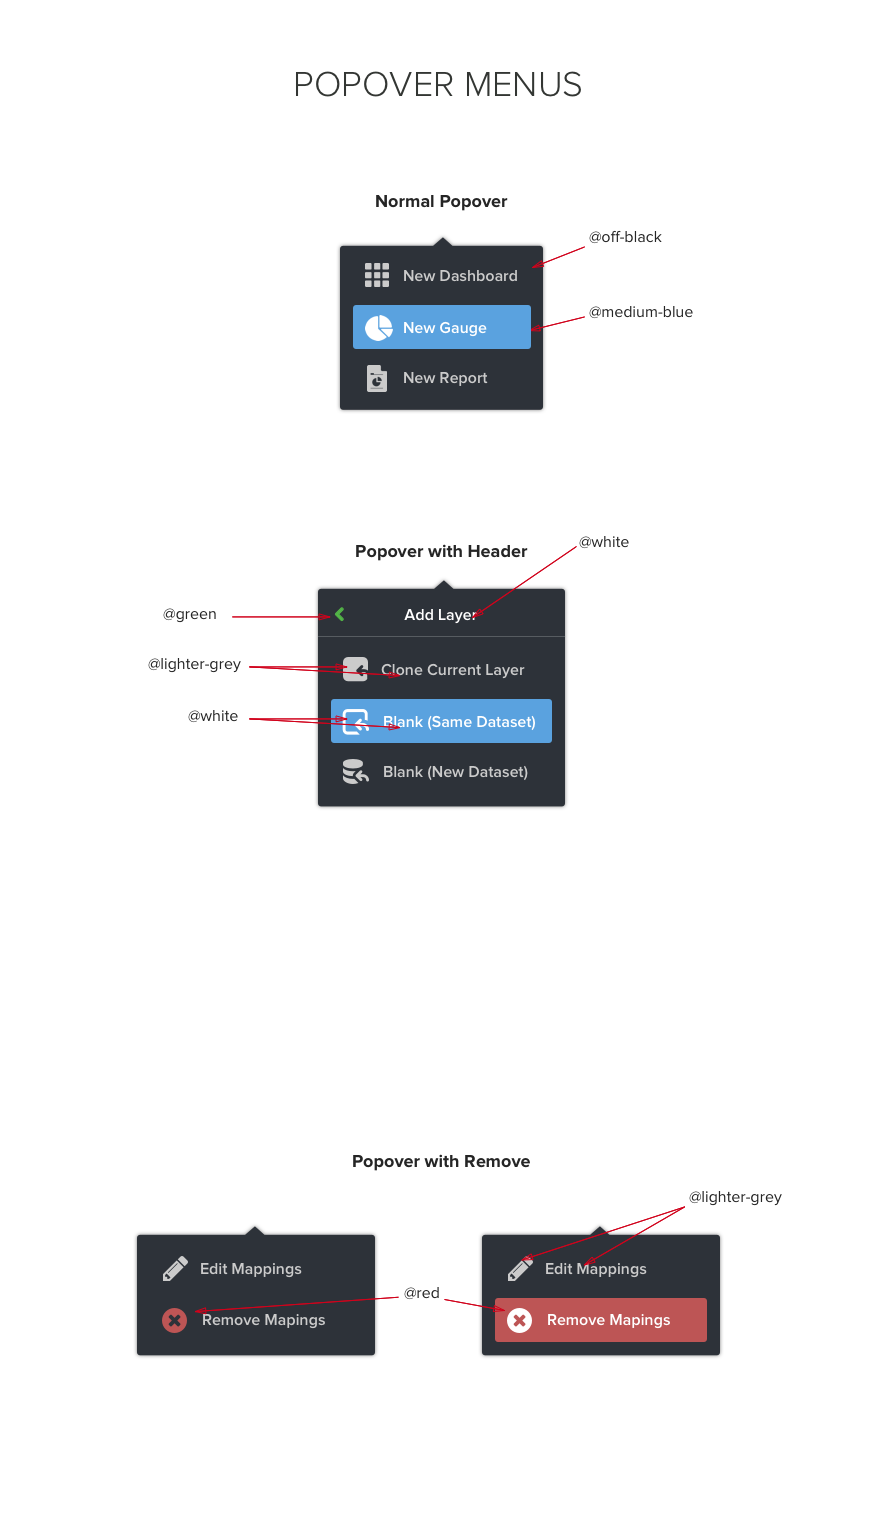 POPOVER MENUS
Normal Popover
@off-black
New Dashboard
@medium-blue
New Gauge
New Report
@white
Popover with Header
@green
Add Layer
@lighter-grey
Clone Current Layer
@white
Blank (Same Dataset)
Blank (New Dataset)
Popover with Remove
@lighter-grey
Edit Mappings
Edit Mappings
@red
Remove Mapings
Remove Mapings